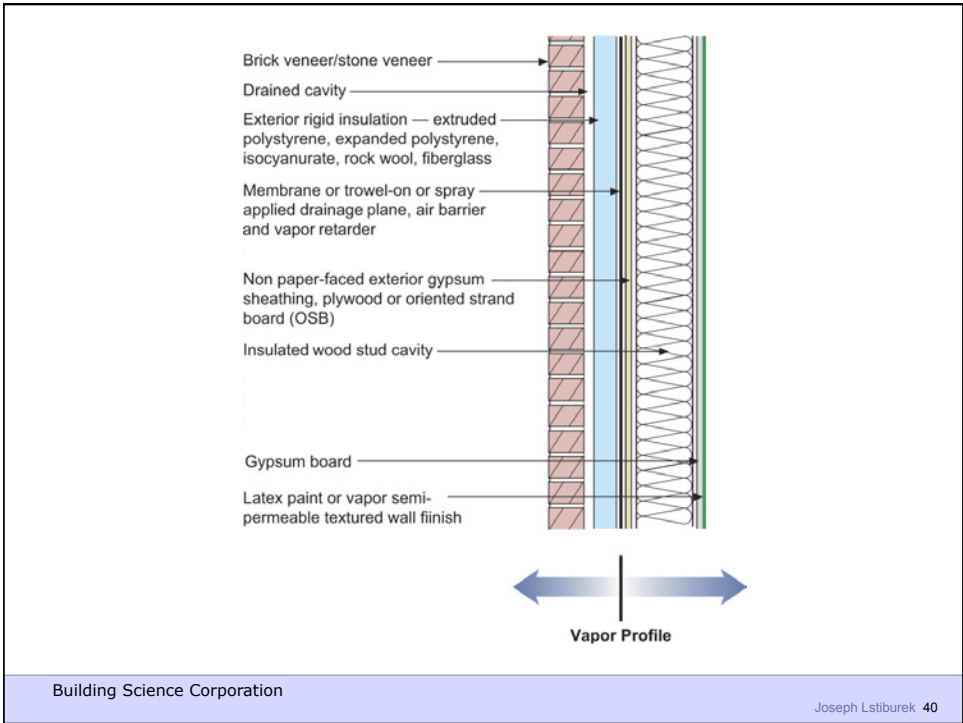 Brick veneer/stone veneer
Drained cavity
Exterior rigid insulation — extruded
polystyrene, expanded polystyrene,
isocyanurate, rock wool, fiberglass
Membrane or trowel-on or spray
applied drainage plane, air barrier
and vapor retarder
Non paper-faced exterior gypsum
sheathing, plywood or oriented strand
board (OSB)
Insulated wood stud cavity
Gypsum board
Latex paint or vapor semi-
permeable textured wall fiinish
Vapor Profile
Building Science Corporation
Joseph Lstiburek 40